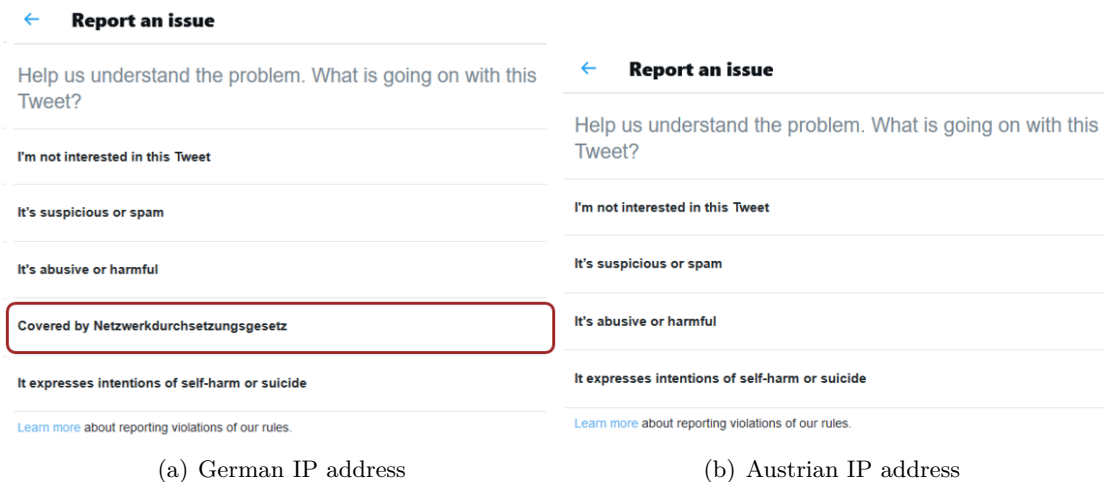 ← Report an issue
Help us understand the problem. What is going on with this
Tweet?
I'm not interested in this Tweet
It's suspicious or spam
It's abusive or harmful
Covered by Netzwerkdurchsetzungsgesetz
It expresses intentions of self-harm or suicide
Learn more about reporting violations of our rules.
(a) German IP address
← Report an issue
Help us understand the problem. What is going on with this
Tweet?
I'm not interested in this Tweet
It's suspicious or spam
It's abusive or harmful
It expresses intentions of self-harm or suicide
Learn more about reporting violations of our rules.
(b) Austrian IP address